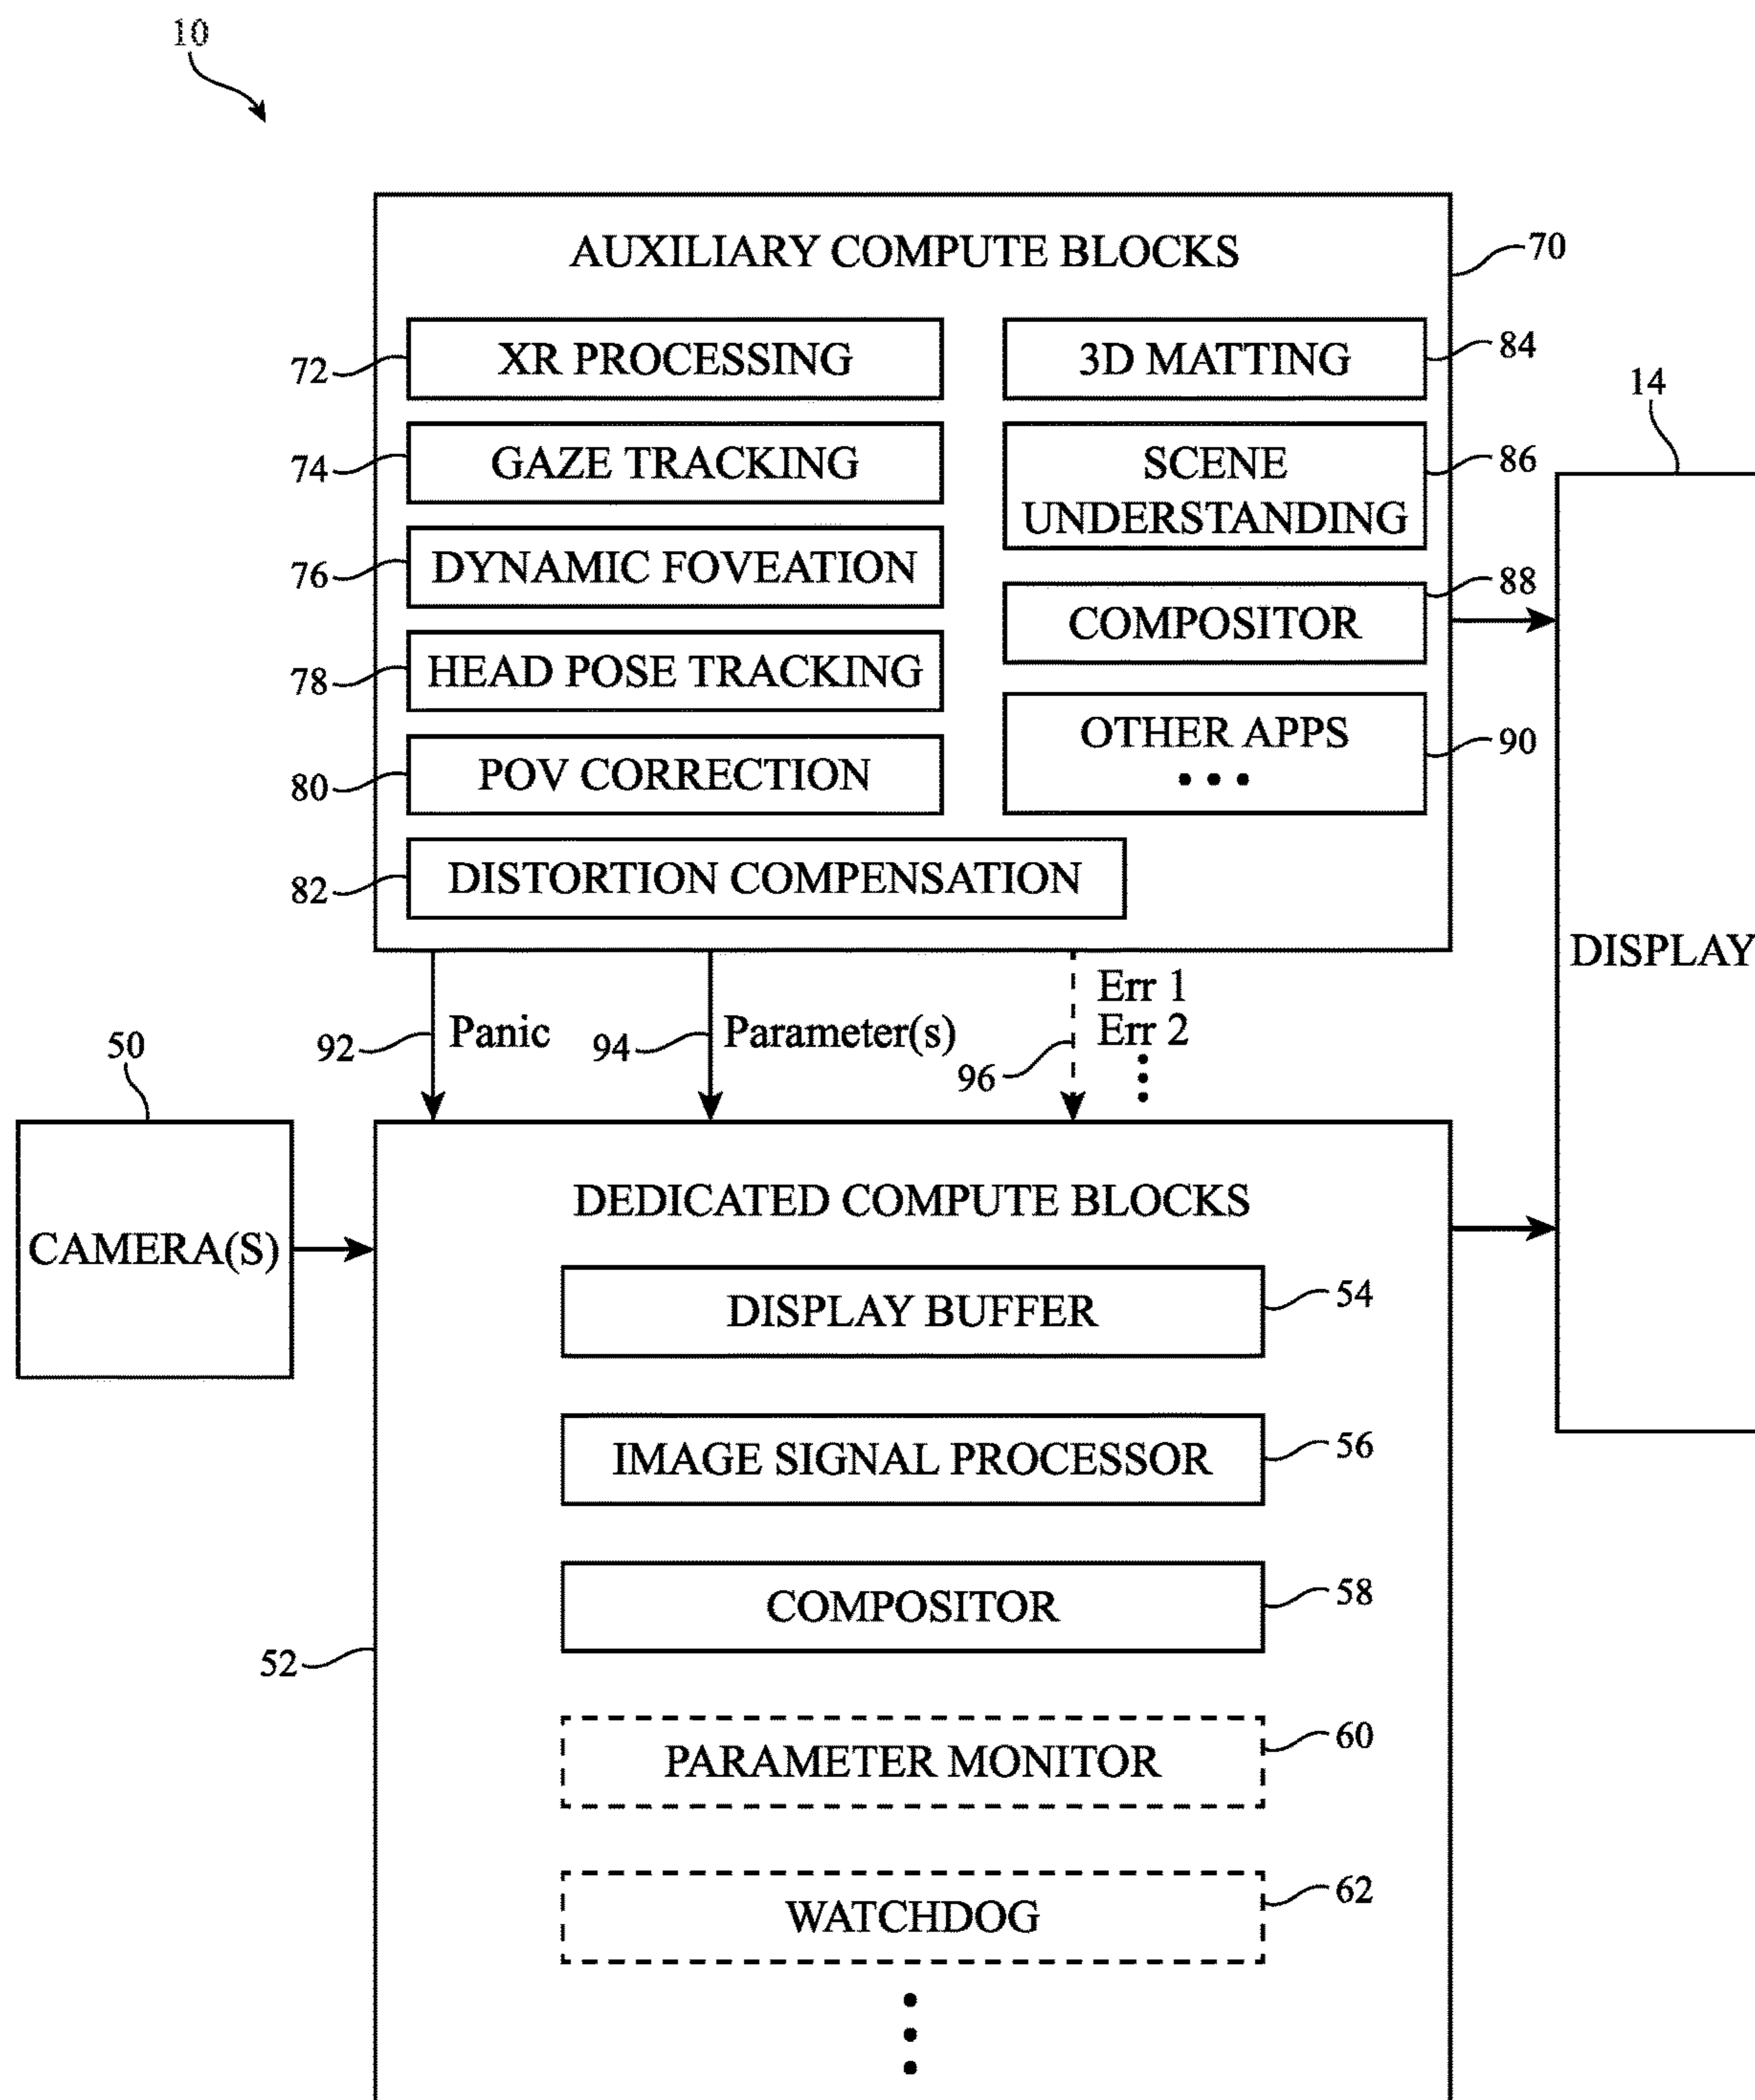 10
AUXILIARY COMPUTE BLOCKS
70
72
XR PROCESSING
74
GAZE TRACKING
76
DYNAMIC FOVEATION
78
HEAD POSE TRACKING
80
POV CORRECTION
82
DISTORTION COMPENSATION
3D MATTING
84
SCENE
UNDERSTANDING
86
COMPOSITOR
88
OTHER APPS
• • •
90
14
DISPLAY
92
Panic
94
Parameter(s)
96
Err 1
Err 2
50
CAMERA(S)
52
DEDICATED COMPUTE BLOCKS
DISPLAY BUFFER
54
IMAGE SIGNAL PROCESSOR
56
COMPOSITOR
58
PARAMETER MONITOR
60
WATCHDOG
62